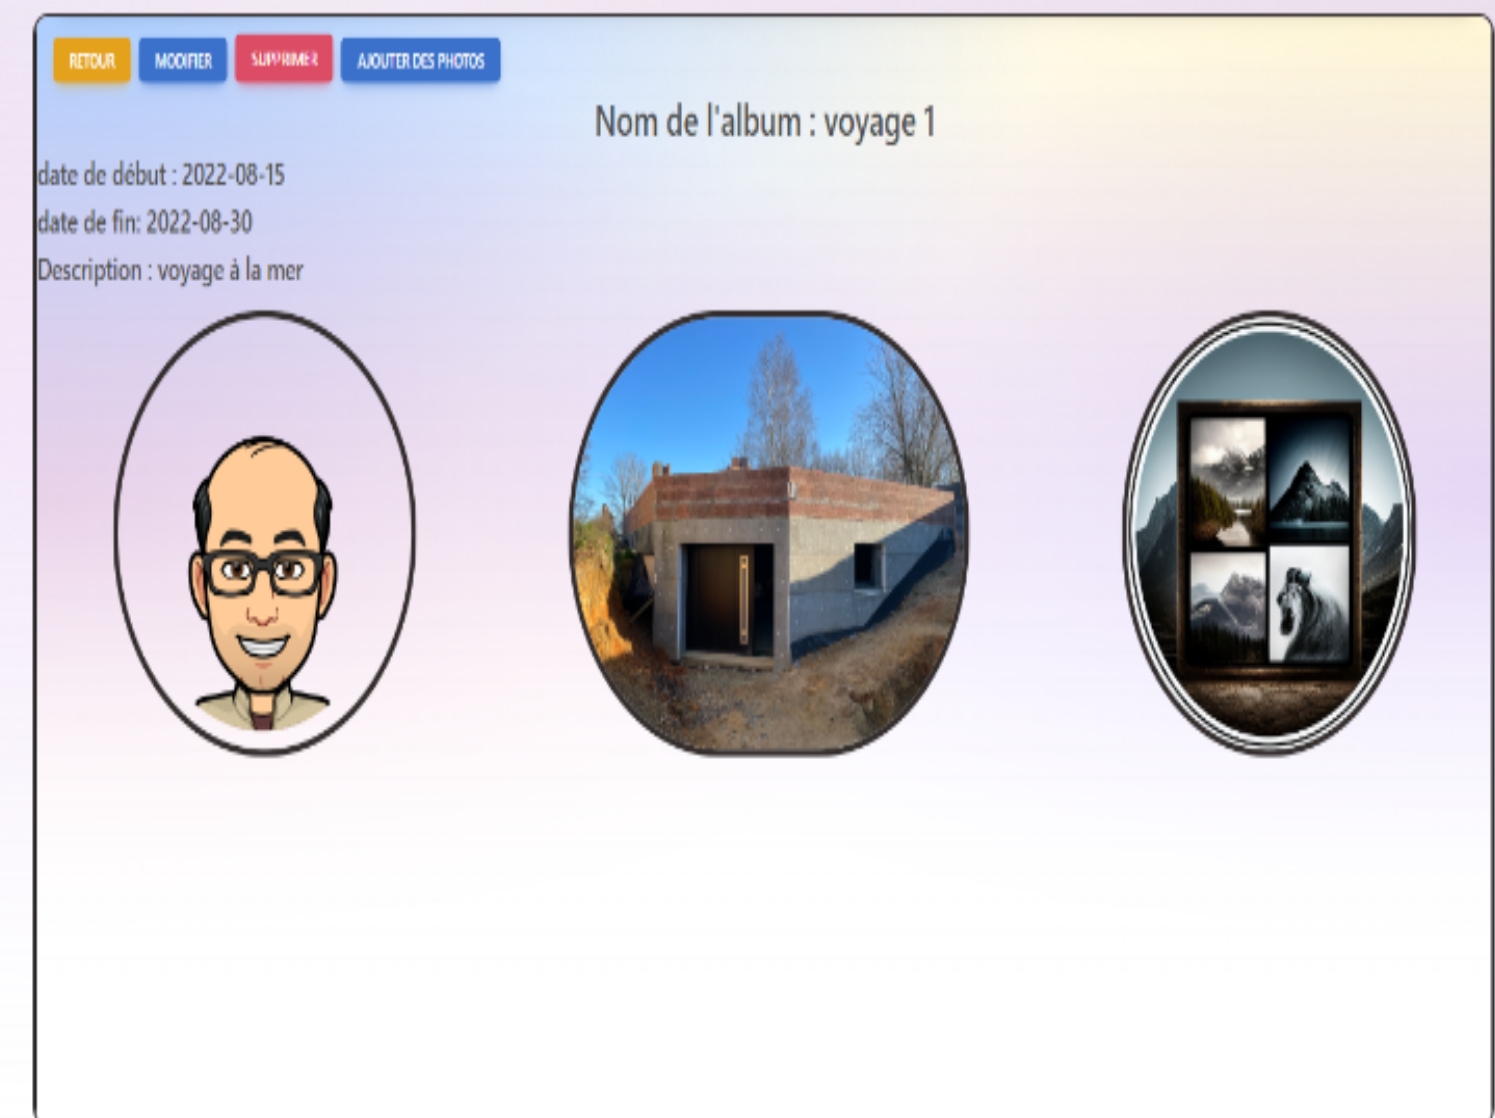 RETOUR MODIFIER SUPPRIMER AJOUTER DES PHOTOS
Nom de l'album : voyage 1
date de début : 2022-08-15
date de fin: 2022-08-30
Description : voyage à la mer